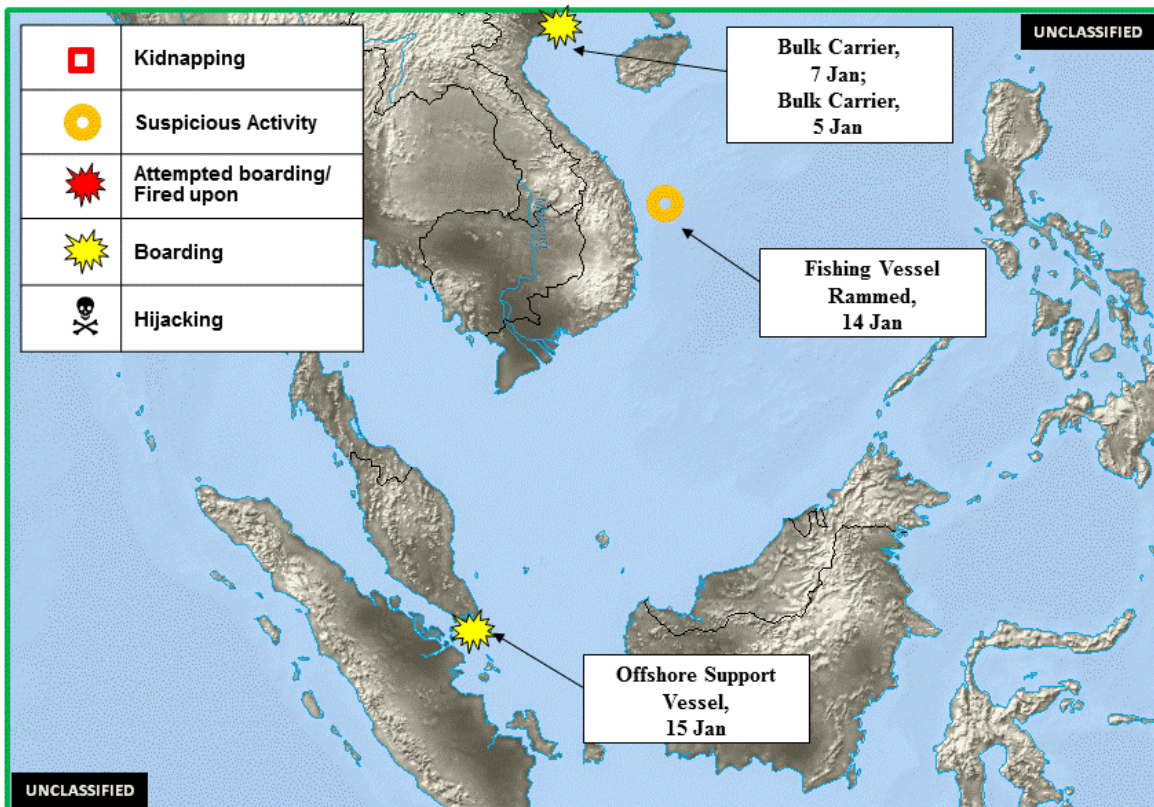 UNCLASSIFIED
Kidnapping
Suspicious Activity
Attempted boarding/
Fired upon
Boarding
Hijacking
Bulk Carrier,
7 Jan;
Bulk Carrier,
5 Jan
Fishing Vessel
Rammed,
14 Jan
Offshore Support
Vessel,
15 Jan
UNCLASSIFIED